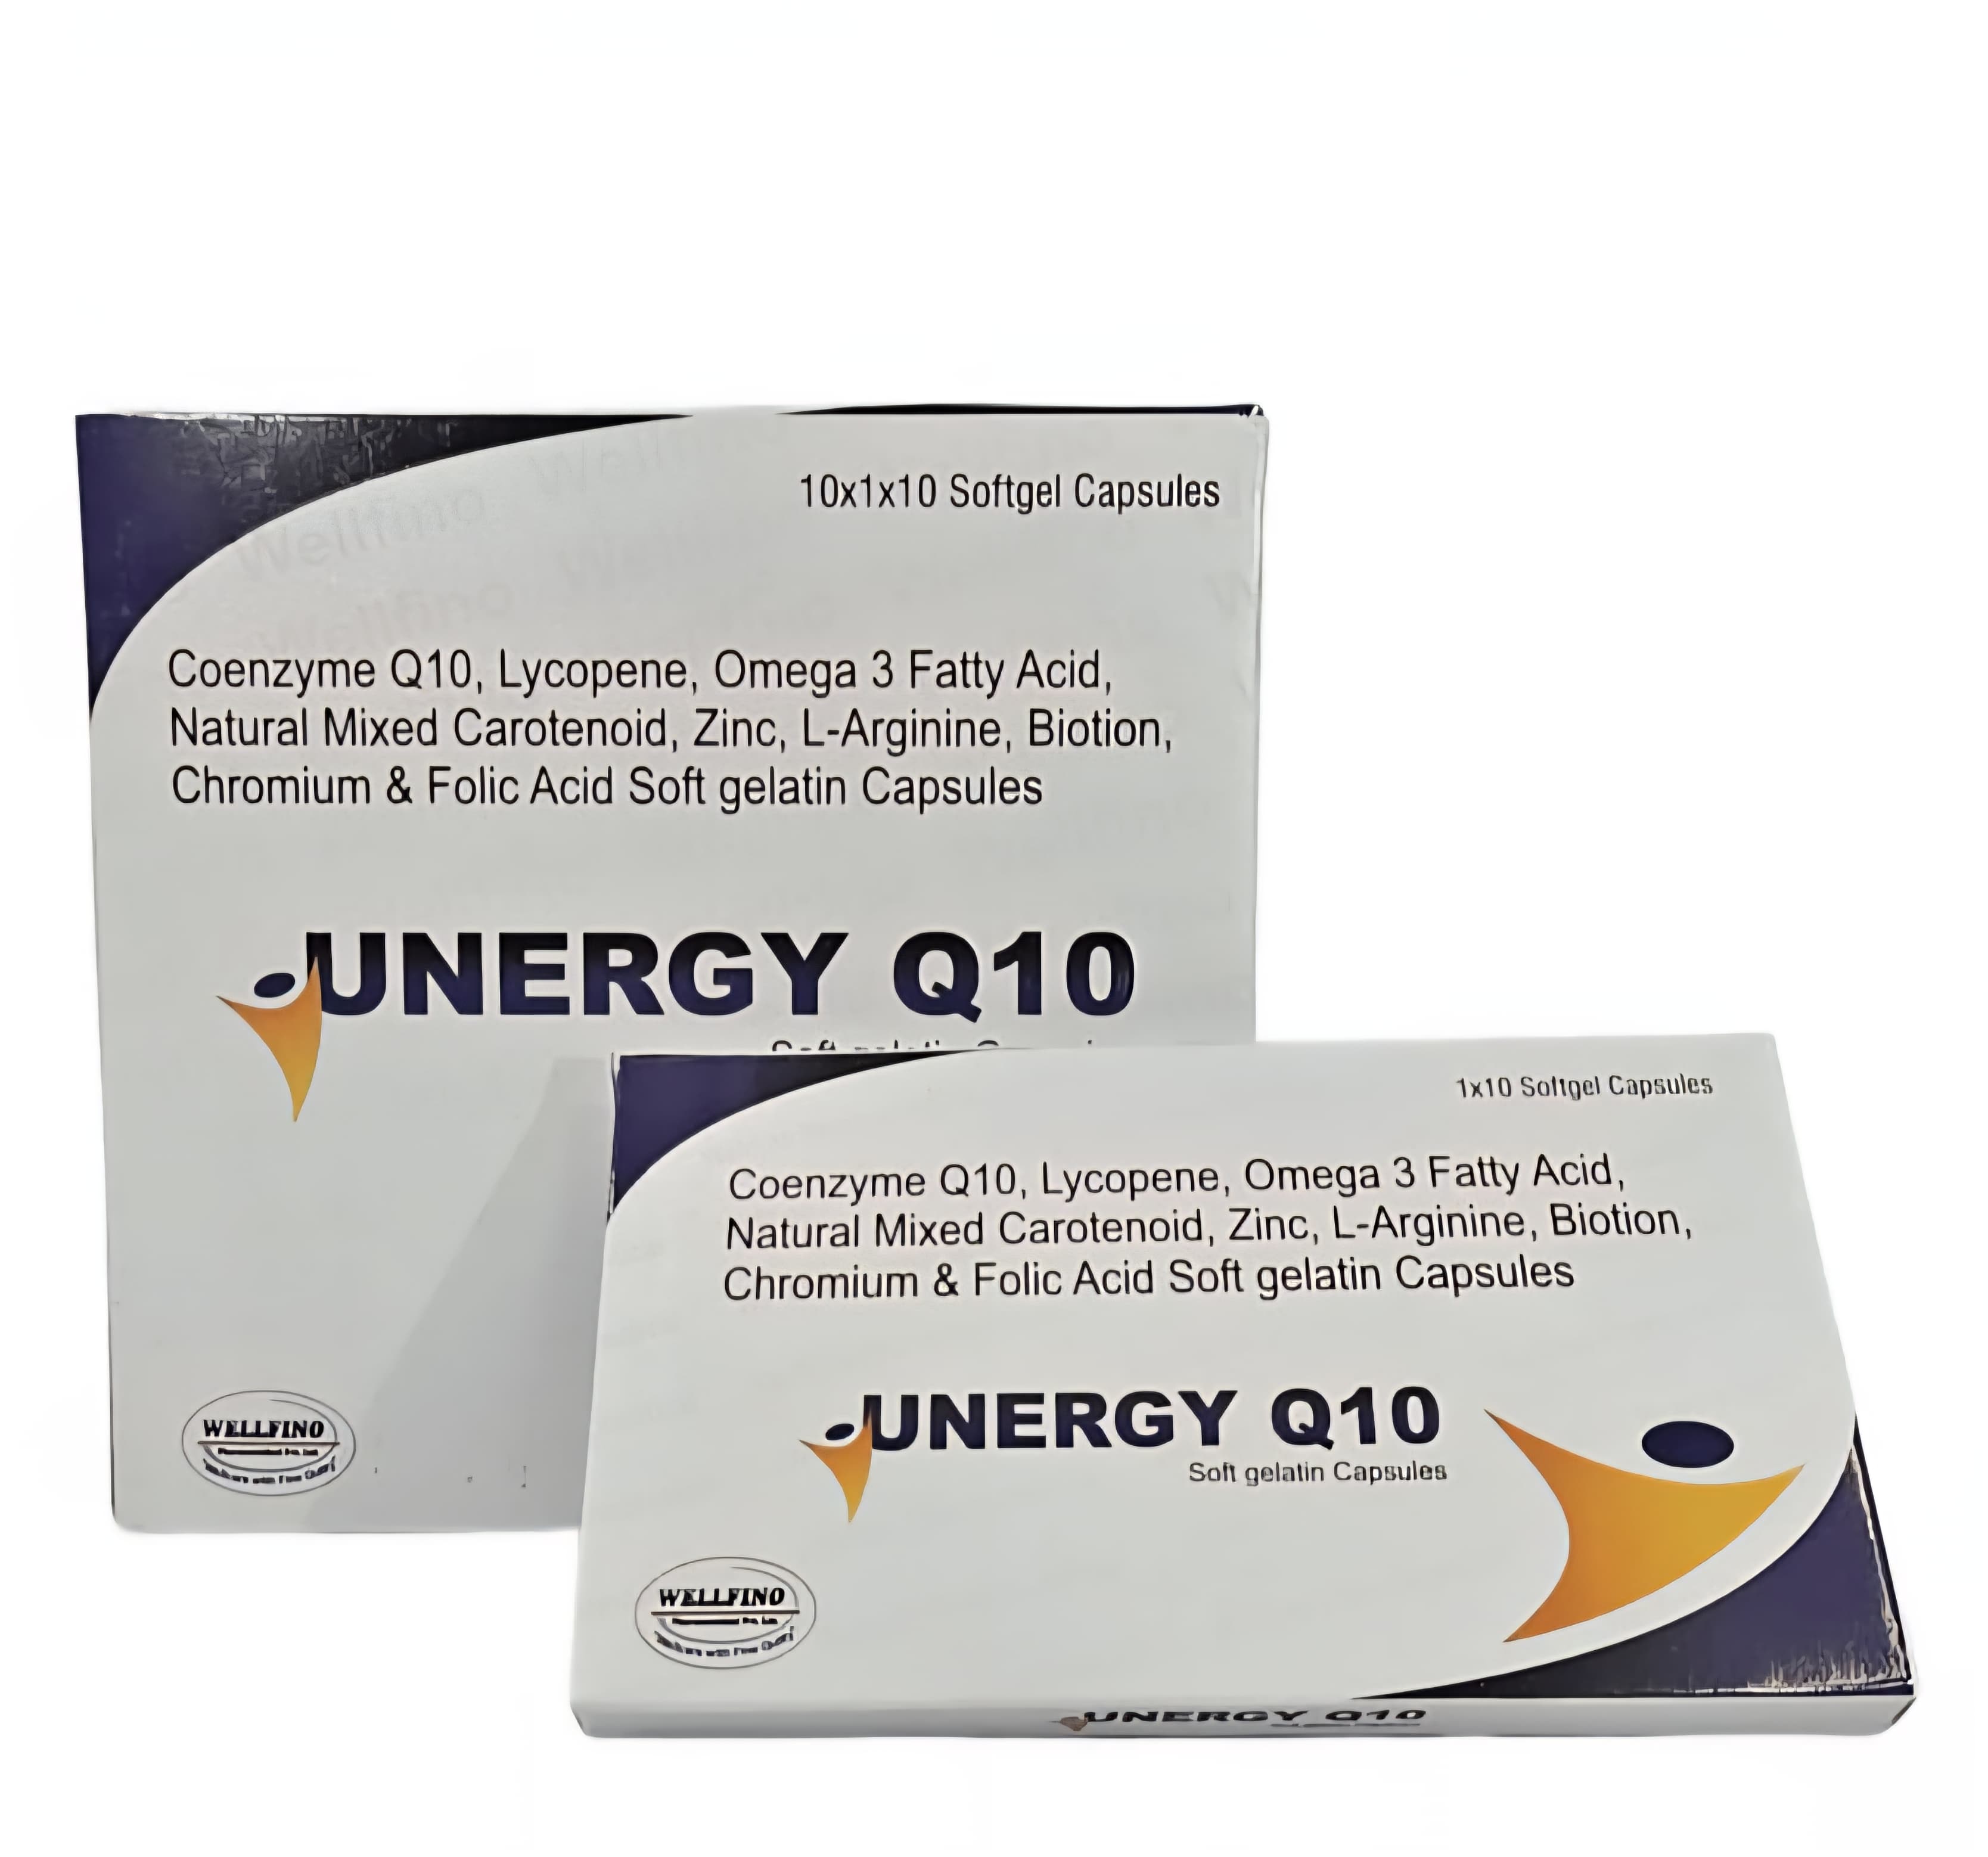 10x1x10 Softgel Capsules
Coenzyme Q10, Lycopene, Omega 3 Fatty Acid,
Natural Mixed Carotenoid, Zinc, L-Arginine, Biotion,
Chromium & Folic Acid Soft gelatin Capsules
UNERGY Q10
WELLFINO
1x10 Softgel Capsules
Coenzyme Q10, Lycopene, Omega 3 Fatty Acid,
Natural Mixed Carotenoid, Zinc, L-Arginine, Biotion,
Chromium & Folic Acid Soft gelatin Capsules
UNERGY Q10
Soft gelatin Capsules
WELLFINO
UNERGY Q10